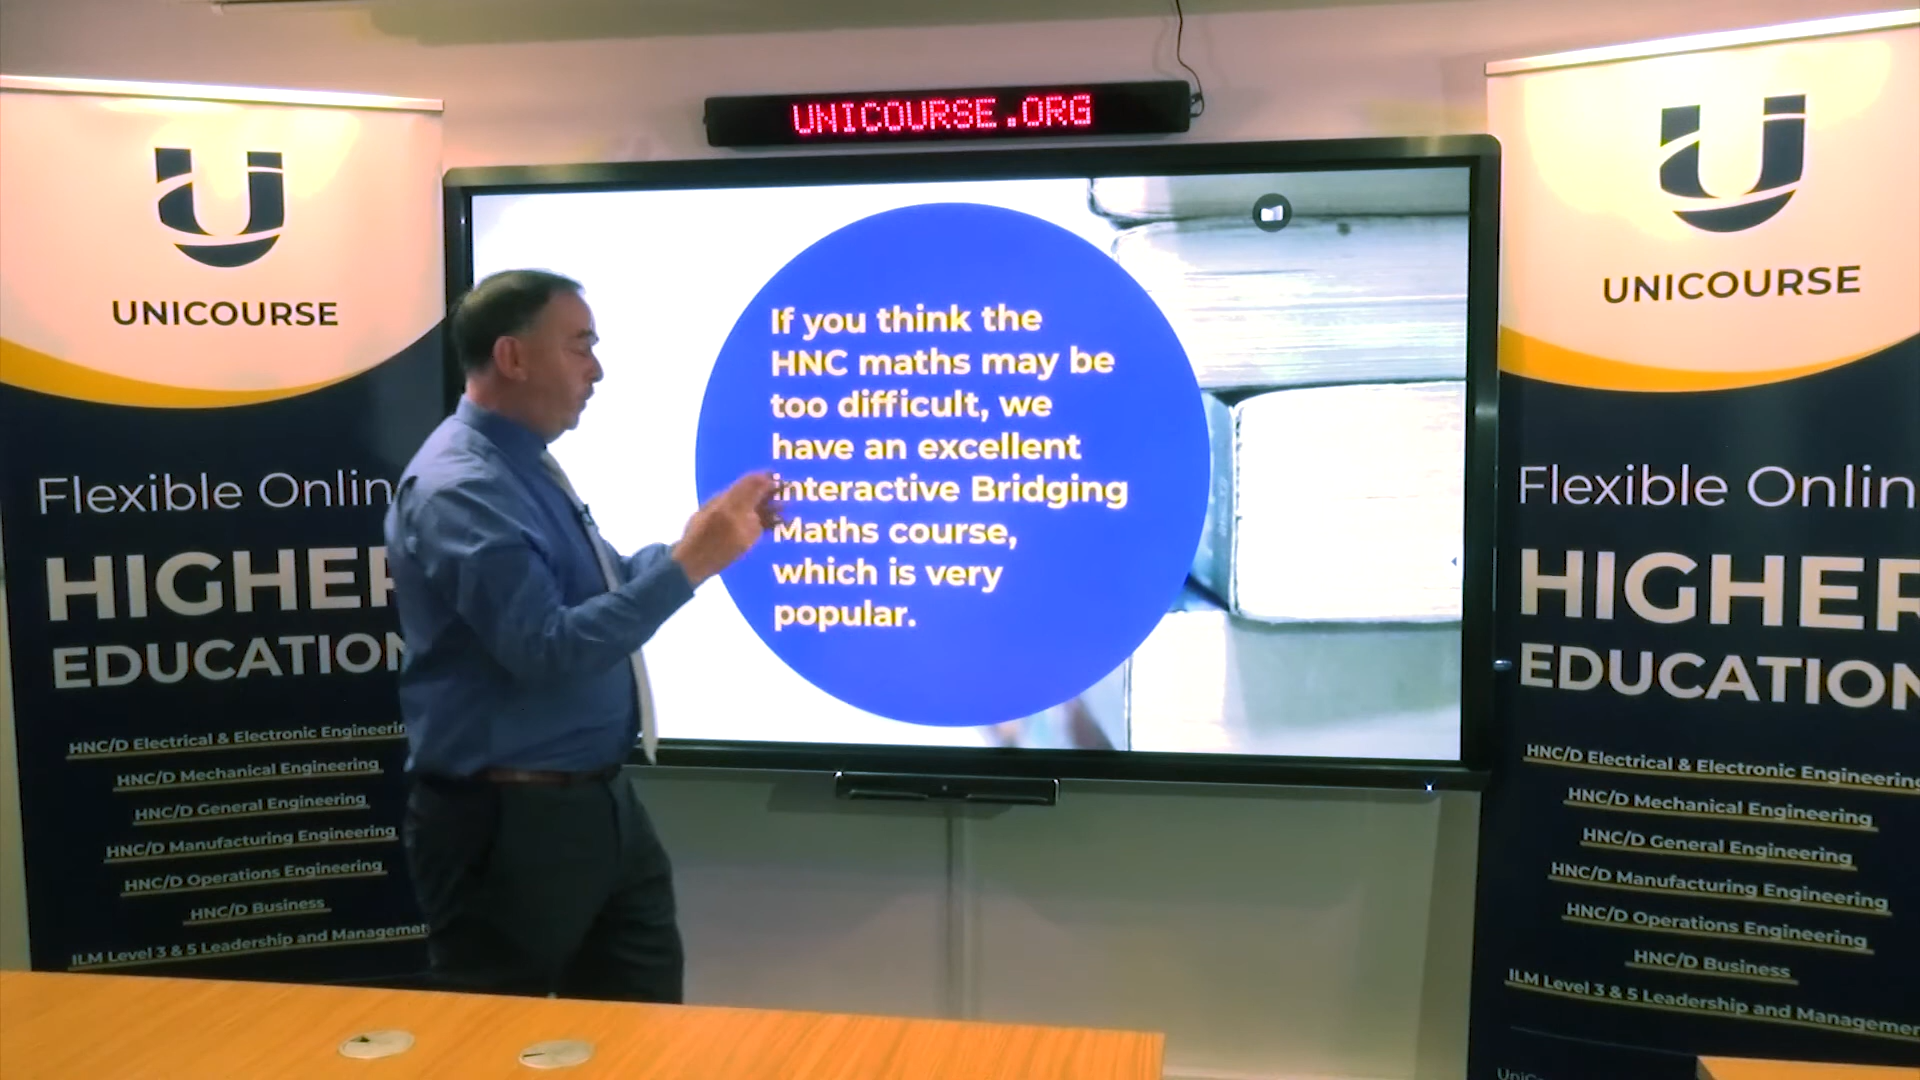 UNICOURSE.ORG
UNICOURSE
Flexible Onlin
HIGHER
EDUCATION
HNC/D Electrical & Electronic Engineerin
HNC/D Mechanical Engineering
HNC/D General Engineering
HNC/D Manufacturing Engineering
HNC/D Operations Engineering
HNC/D Business
ILM Level 3 & 5 Leadership and Managemen
If you think the
HNC maths may be
too difficult, we
have an excellent
interactive Bridging
Maths course,
which is very
popular.
UNICOURSE
Flexible Onlin
HIGHER
EDUCATION
HNC/D Electrical & Electronic Engineering
HNC/D Mechanical Engineering
HNC/D General Engineering
HNC/D Manufacturing Engineering
HNC/D Operations Engineering
HNC/D Business
ILM Level 3 & 5 Leadership and Managemen